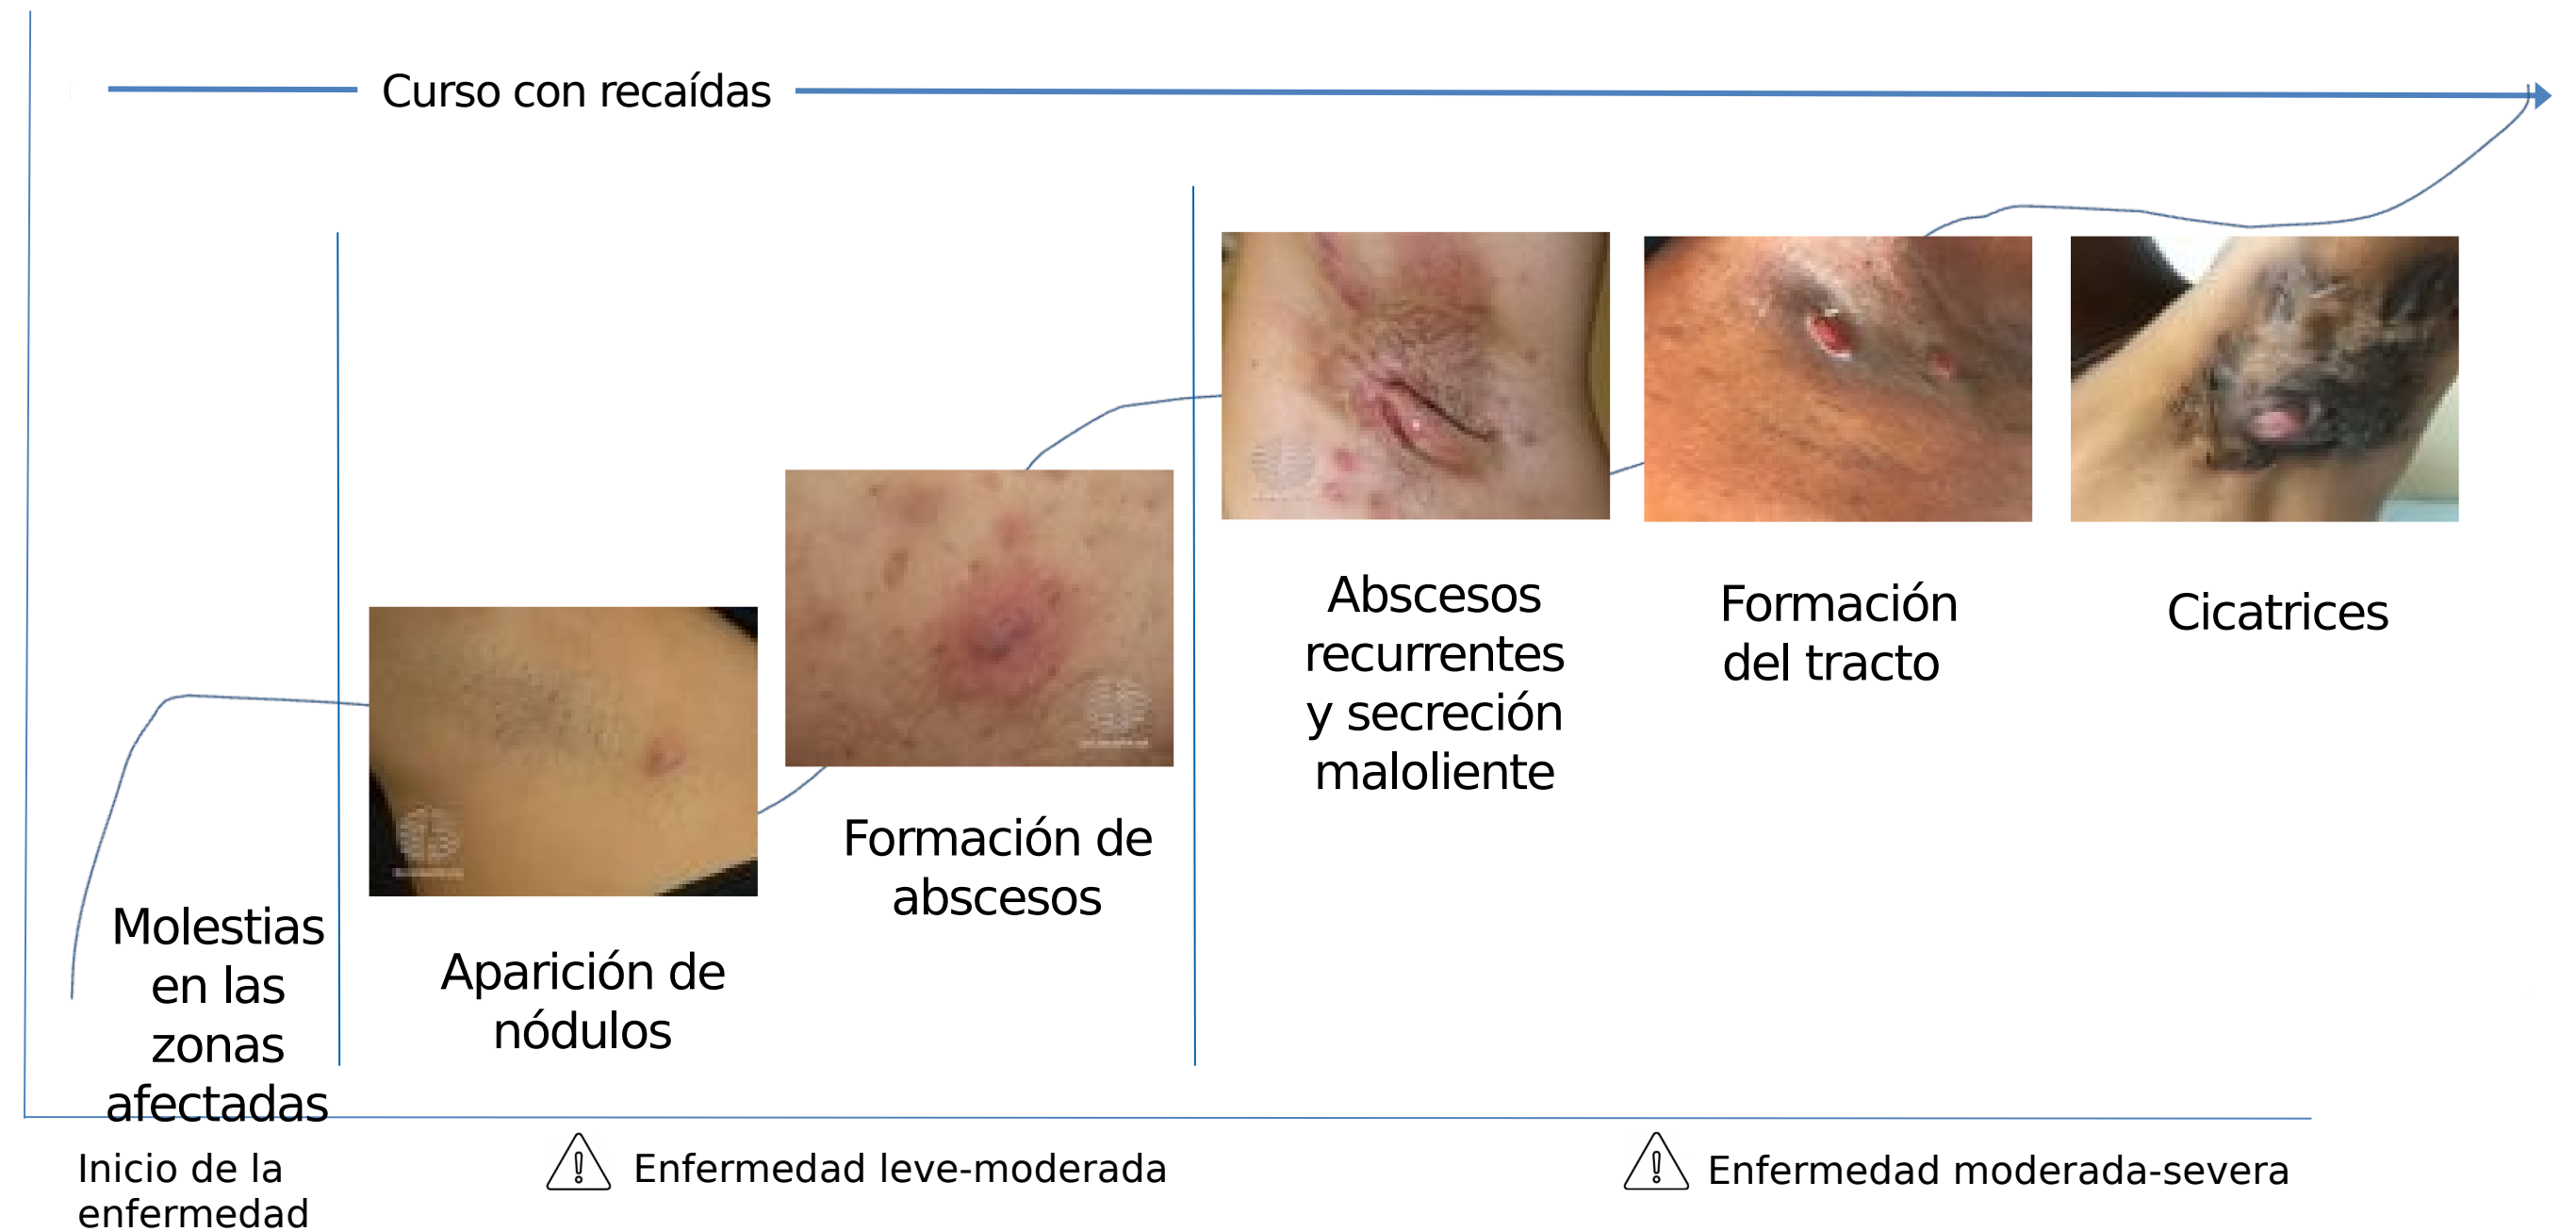 Curso con recaídas
Molestias
en las
zonas
afectadas
Aparición de
nódulos
Formación de
abscesos
Abscesos
recurrentes
y secreción
maloliente
Formación
del tracto
Cicatrices
Inicio de la
enfermedad
Enfermedad leve-moderada
Enfermedad moderada-severa